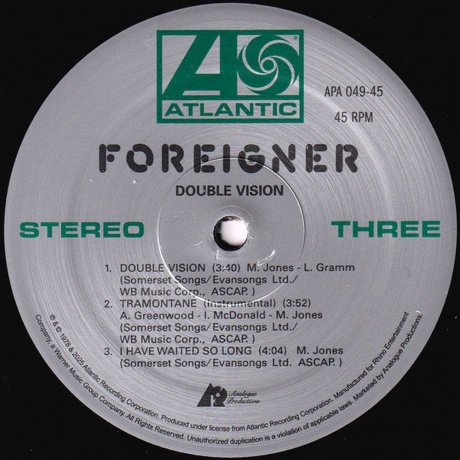 ATLANTIC
APA 049-45
45 RPM
FOREIGNER
DOUBLE VISION
STEREO
THREE
1. DOUBLE VISION (3:40) M. Jones - L. Gramm
(Somerset Songs/Evansongs Ltd./
WB Music Corp., ASCAP.)
2. TRAMONTANE (Instrumental) (3:52)
A. Greenwood - I. McDonald - M. Jones
(Somerset Songs/Evansongs Ltd./
WB Music Corp., ASCAP.)
3. I HAVE WAITED SO LONG (4:04) M. Jones
(Somerset Songs/Evansongs Ltd. ASCAP.)
Analogue
Productions
℗ & © 1978 & 2025 Atlantic Recording Corporation. Produced under license from Atlantic Recording Corporation. Manufactured for Rhino Entertainment
Company, a Warner Music Group Company. All Rights Reserved. Unauthorized duplication is a violation of applicable laws. Marketed by Analogue Productions.